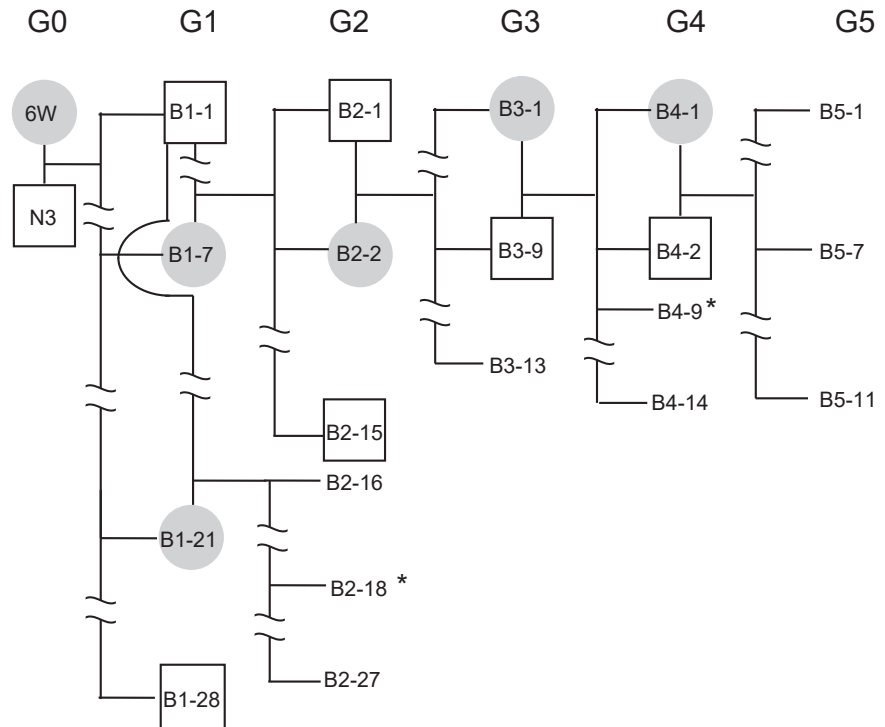 G0 G1 G2 G3 G4 G5
6W
N3
B1-1
B1-7
B1-21
B1-28
B2-1
B2-2
B2-15
B2-16
B2-18 *
B2-27
B3-1
B3-9
B3-13
B4-1
B4-2
B4-9 *
B4-14
B5-1
B5-7
B5-11